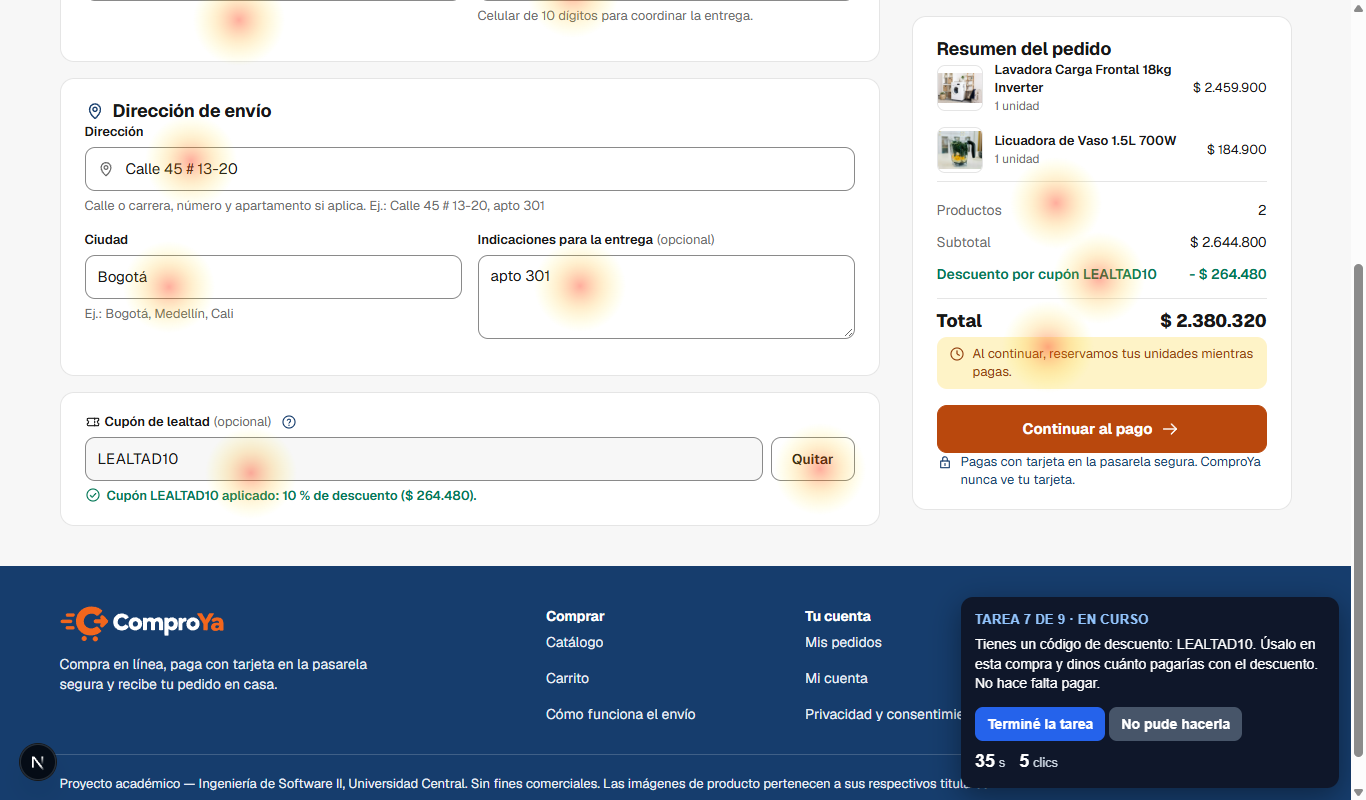 Celular de 10 dígitos para coordinar la entrega.
Dirección de envío
Dirección
Calle 45 # 13-20
Calle o carrera, número y apartamento si aplica. Ej.: Calle 45 # 13-20, apto 301
Ciudad
Bogotá
Ej.: Bogotá, Medellín, Cali
Indicaciones para la entrega (opcional)
apto 301
Cupón de lealtad (opcional) ?
LEALTAD10
Quitar
Cupón LEALTAD10 aplicado: 10 % de descuento ($ 264.480).
Resumen del pedido
Lavadora Carga Frontal 18kg
Inverter
1 unidad
$ 2.459.900
Licuadora de Vaso 1.5L 700W
1 unidad
$ 184.900
Productos 2
Subtotal $ 2.644.800
Descuento por cupón LEALTAD10 - $ 264.480
Total $ 2.380.320
Al continuar, reservamos tus unidades mientras
pagas.
Continuar al pago →
Pagas con tarjeta en la pasarela segura. ComproYa
nunca ve tu tarjeta.
ComproYa
Compra en línea, paga con tarjeta en la pasarela
segura y recibe tu pedido en casa.
Comprar
Catálogo
Carrito
Cómo funciona el envío
Tu cuenta
Mis pedidos
Mi cuenta
Privacidad y consentimie
N
Proyecto académico — Ingeniería de Software II, Universidad Central. Sin fines comerciales. Las imágenes de producto pertenecen a sus respectivos
TAREA 7 DE 9 · EN CURSO
Tienes un código de descuento: LEALTAD10. Úsalo en
esta compra y dinos cuánto pagarías con el descuento.
No hace falta pagar.
Terminé la tarea
No pude hacerla
35 s 5 clics